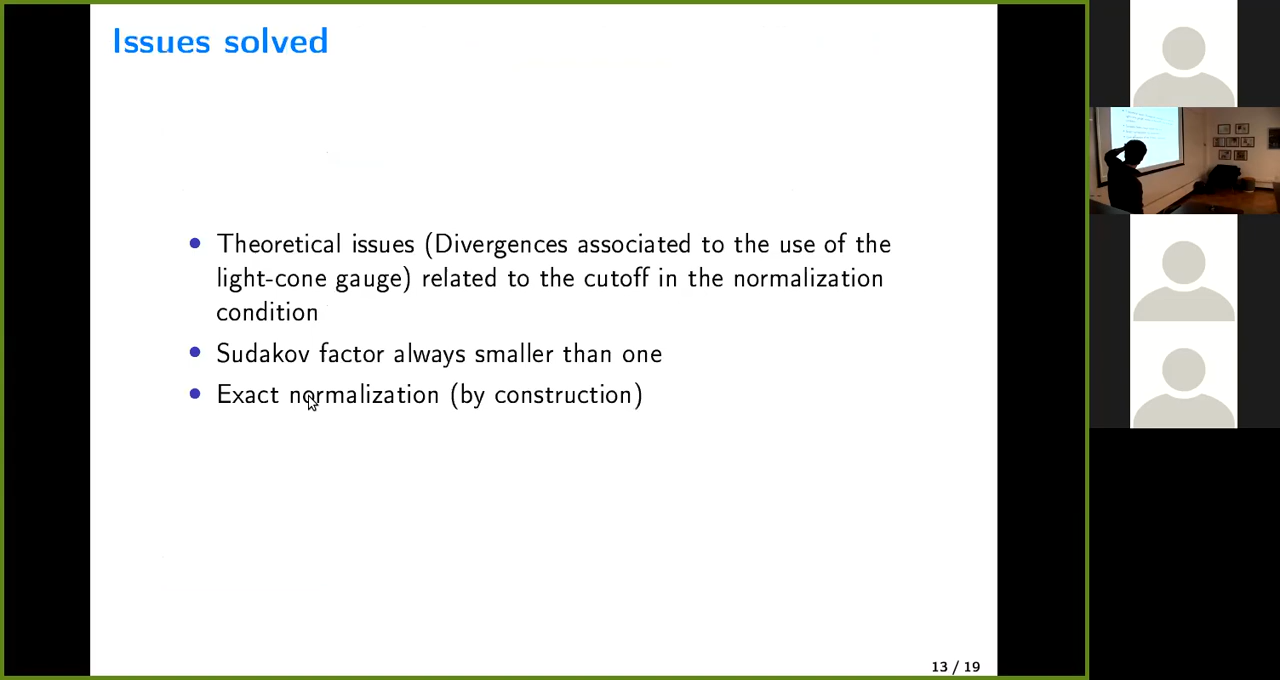 Issues solved
• Theoretical issues (Divergences associated to the use of the
light-cone gauge) related to the cutoff in the normalization
condition
• Sudakov factor always smaller than one
• Exact normalization (by construction)
13 / 19